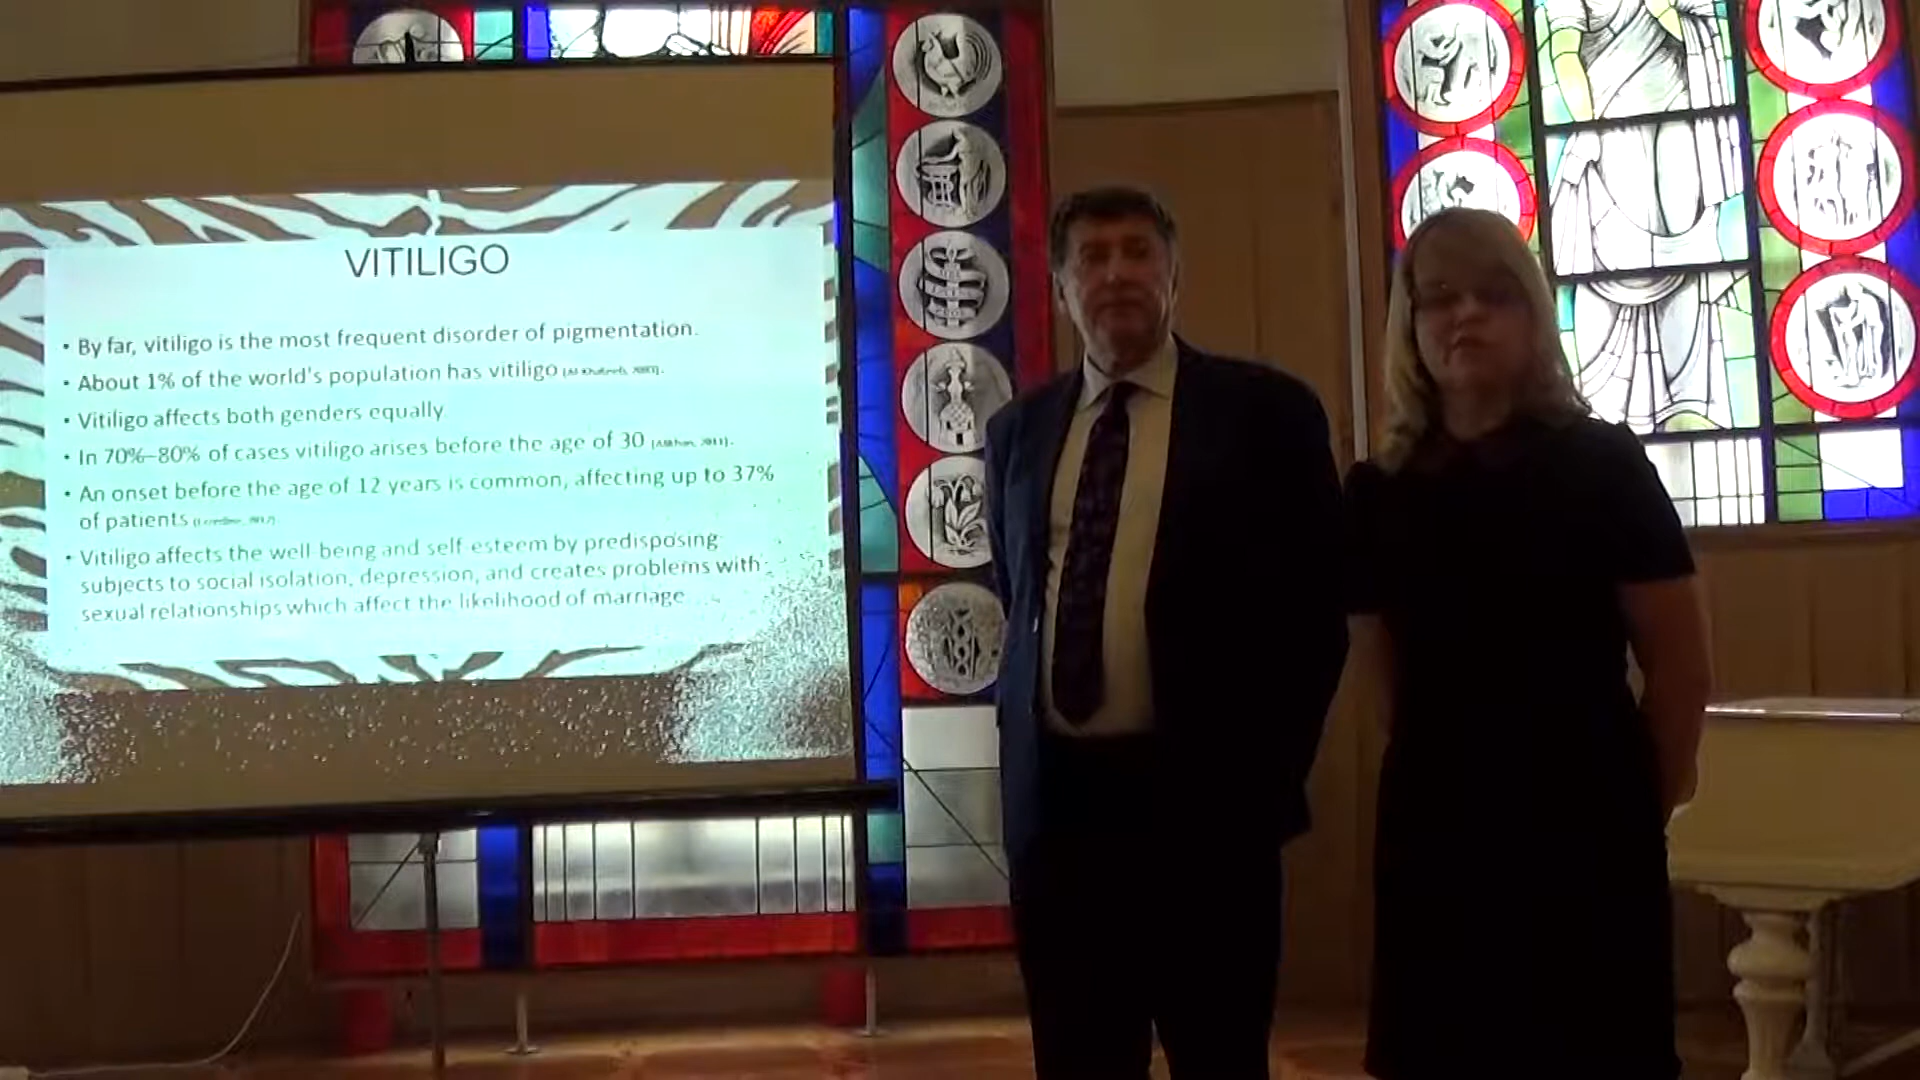 VITILIGO
• By far, vitiligo is the most frequent disorder of pigmentation.
• About 1% of the world's population has vitiligo
• Vitiligo affects both genders equally
• In 70%–80% of cases vitiligo arises before the age of 30
• An onset before the age of 12 years is common, affecting up to 37%
of patients
• Vitiligo affects the well-being and self-esteem by predisposing
subjects to social isolation, depression, and creates problems with
sexual relationships which affect the likelihood of marriage